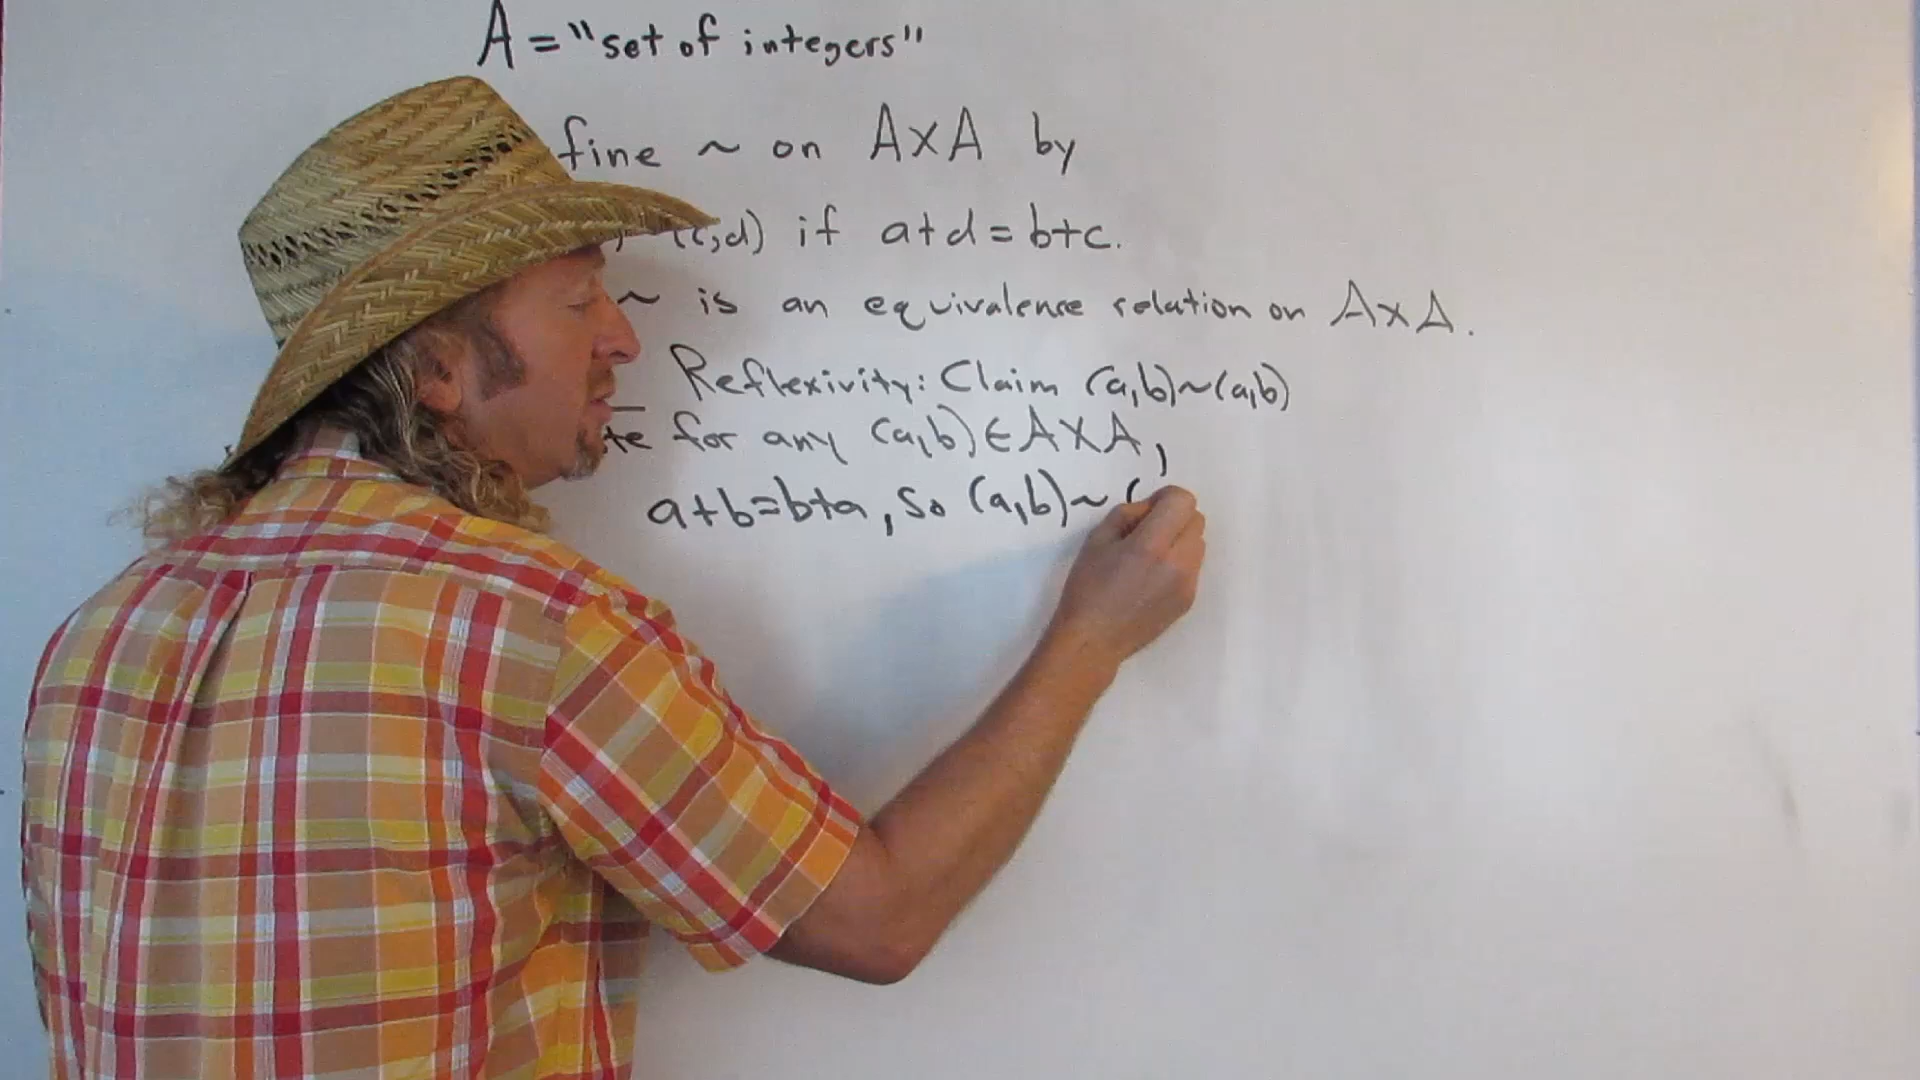 A = "set of integers"
fine ~ on A×A by
(c,d) if a+d=b+c.
~ is an equivalence relation on A×A.
Reflexivity: Claim (a,b)~(a,b)
te for any (a,b)∈A×A,
a+b=b+a, so (a,b)~(